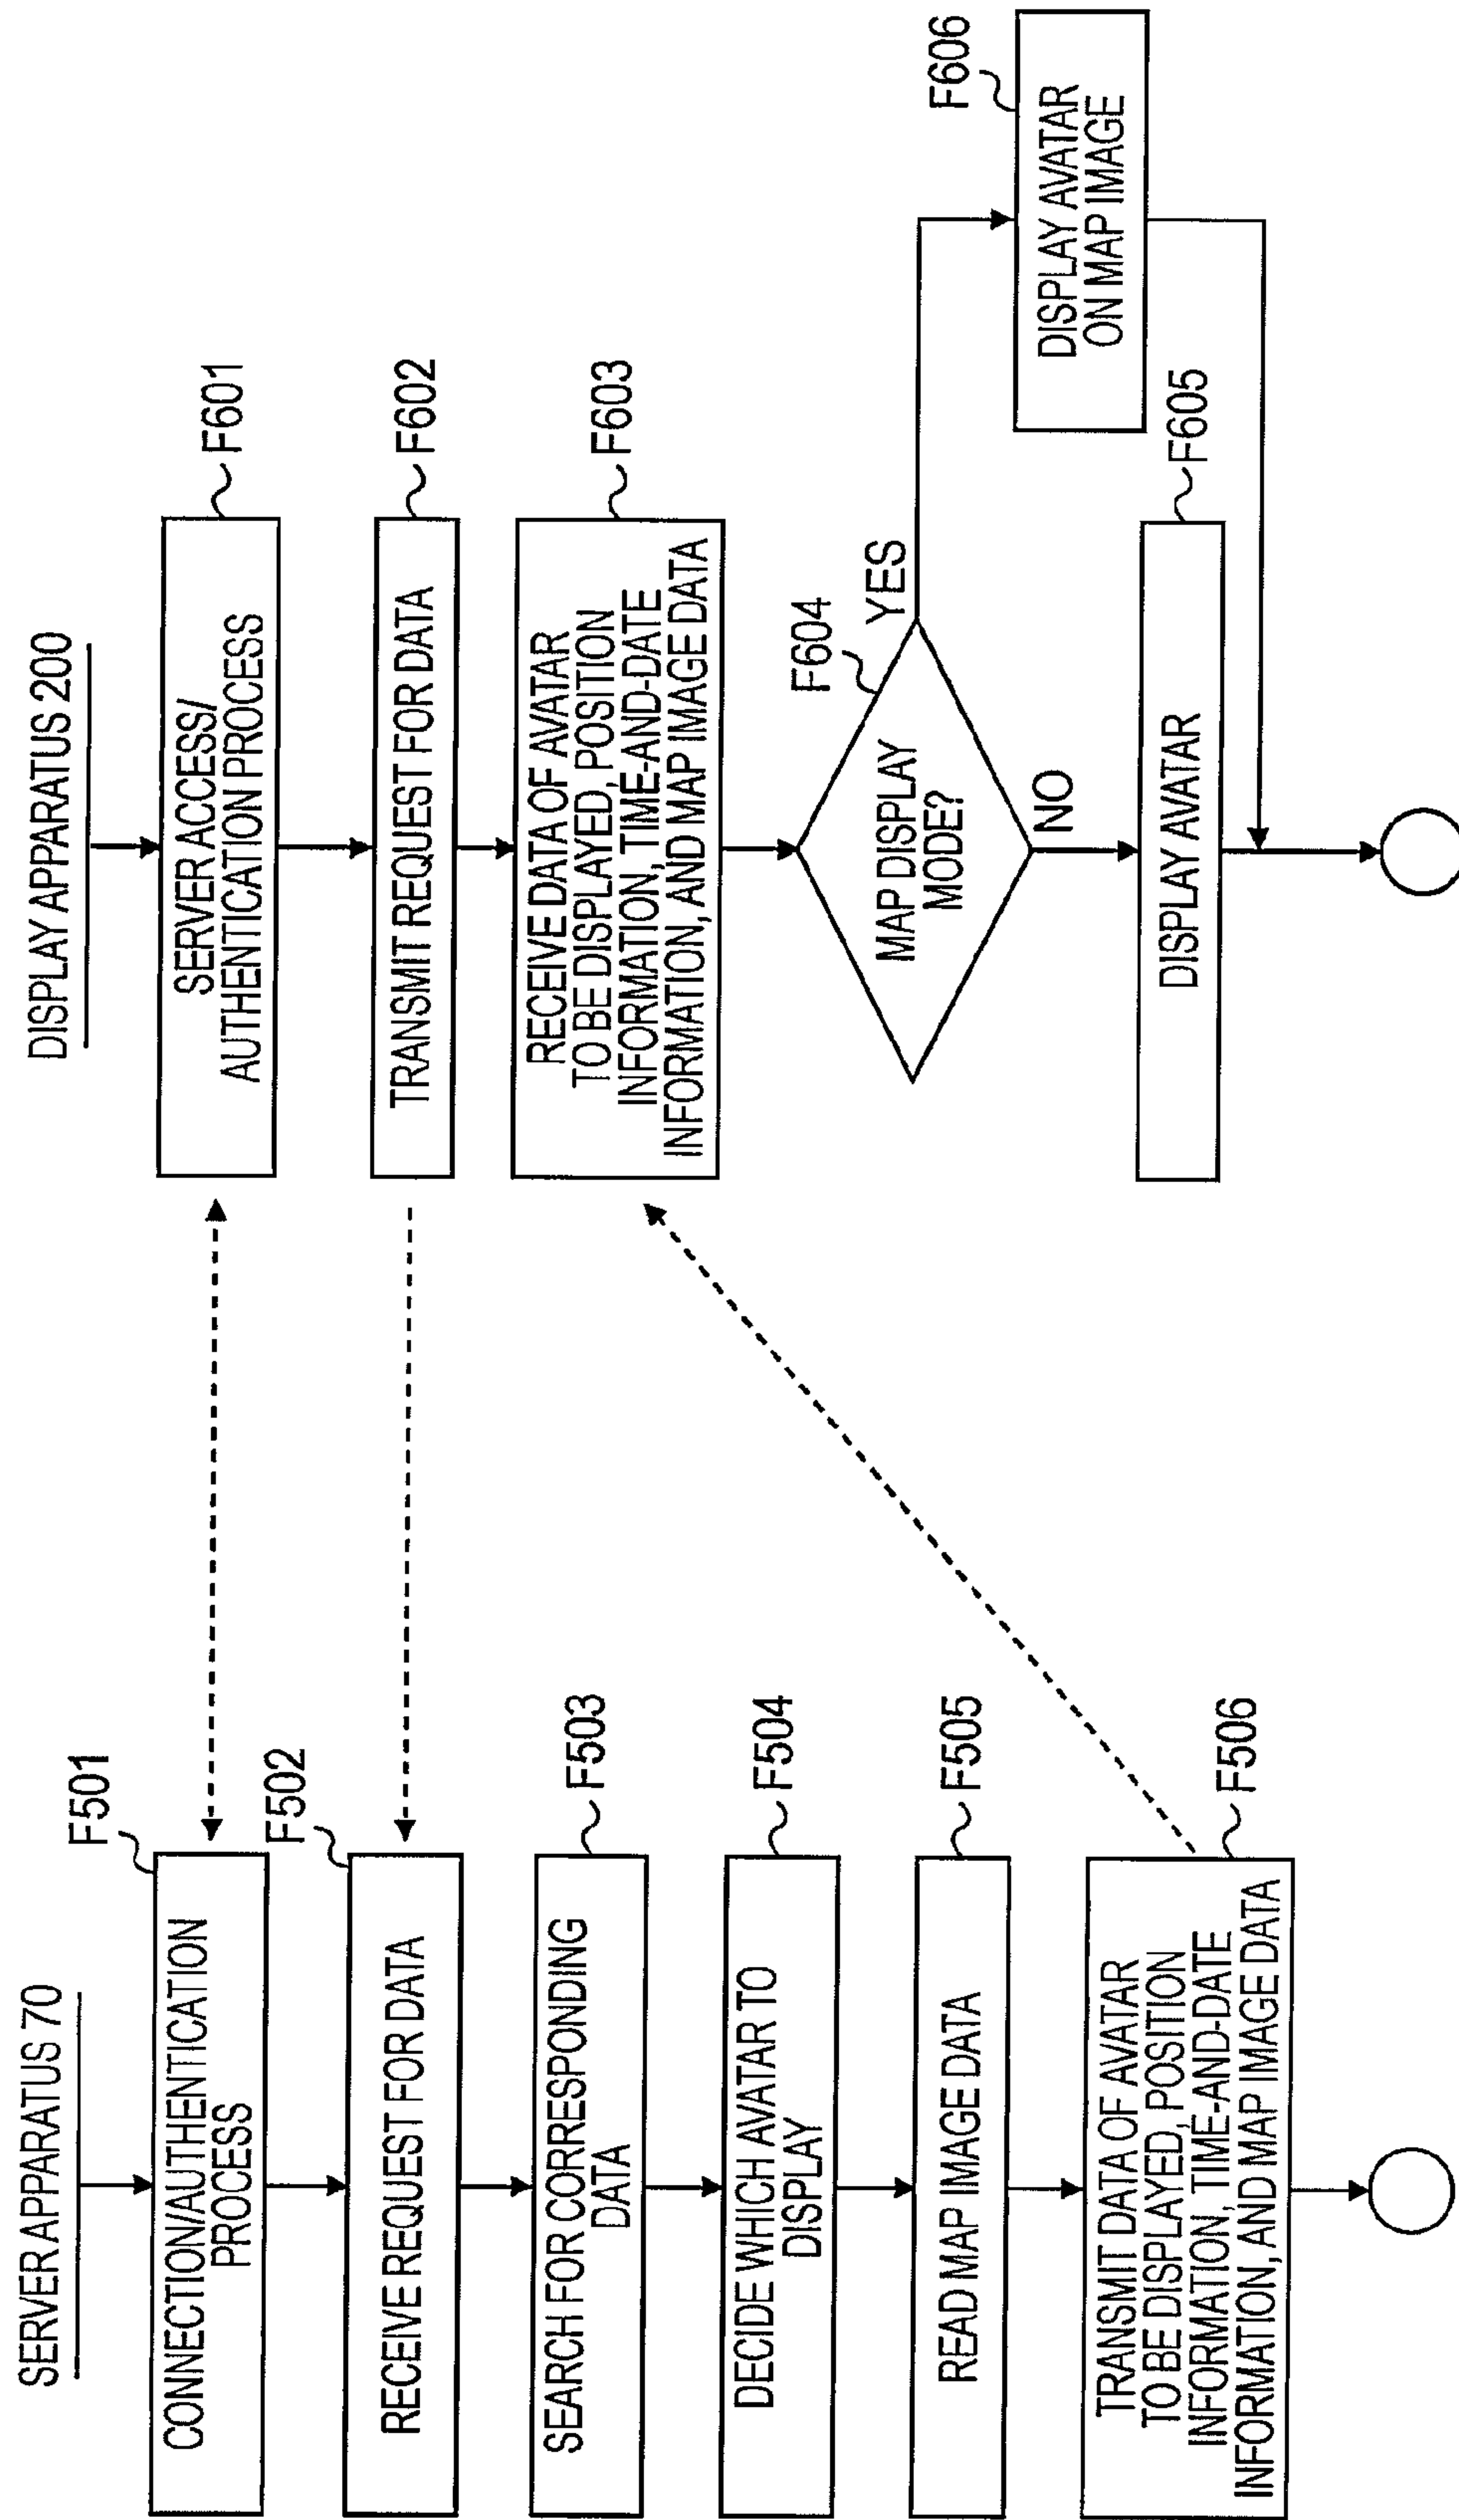 SERVER APPARATUS 70
F501
CONNECTION/AUTHENTICATION
PROCESS
F502
RECEIVE REQUEST FOR DATA
F503
SEARCH FOR CORRESPONDING
DATA
F504
DECIDE WHICH AVATAR TO
DISPLAY
F505
READ MAP IMAGE DATA
F506
TRANSMIT DATA OF AVATAR
TO BE DISPLAYED, POSITION
INFORMATION, TIME-AND-DATE
INFORMATION, AND MAP IMAGE DATA
DISPLAY APPARATUS 200
F601
SERVER ACCESS/
AUTHENTICATION PROCESS
F602
TRANSMIT REQUEST FOR DATA
F603
RECEIVE DATA OF AVATAR
TO BE DISPLAYED, POSITION
INFORMATION, TIME-AND-DATE
INFORMATION, AND MAP IMAGE DATA
F604
MAP DISPLAY
MODE?
YES
NO
F605
DISPLAY AVATAR
F606
DISPLAY AVATAR
ON MAP IMAGE